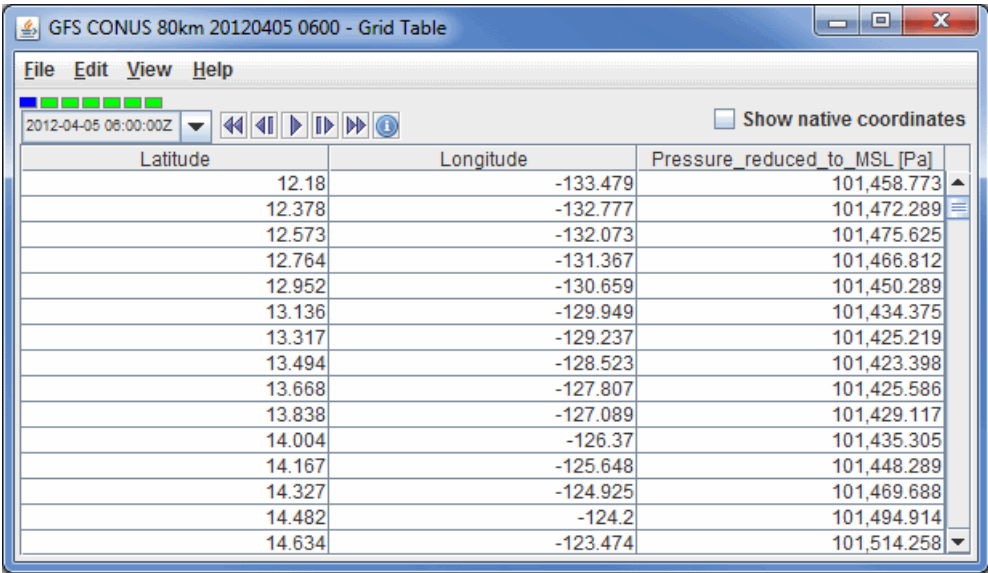 GFS CONUS 80km 20120405 0600 - Grid Table
File Edit View Help
2012-04-05 06:00:00Z Show native coordinates
Latitude Longitude Pressure_reduced_to_MSL [Pa]
12.18 -133.479 101,458.773
12.378 -132.777 101,472.289
12.573 -132.073 101,475.625
12.764 -131.367 101,466.812
12.952 -130.659 101,450.289
13.136 -129.949 101,434.375
13.317 -129.237 101,425.219
13.494 -128.523 101,423.398
13.668 -127.807 101,425.586
13.838 -127.089 101,429.117
14.004 -126.37 101,435.305
14.167 -125.648 101,448.289
14.327 -124.925 101,469.688
14.482 -124.2 101,494.914
14.634 -123.474 101,514.258